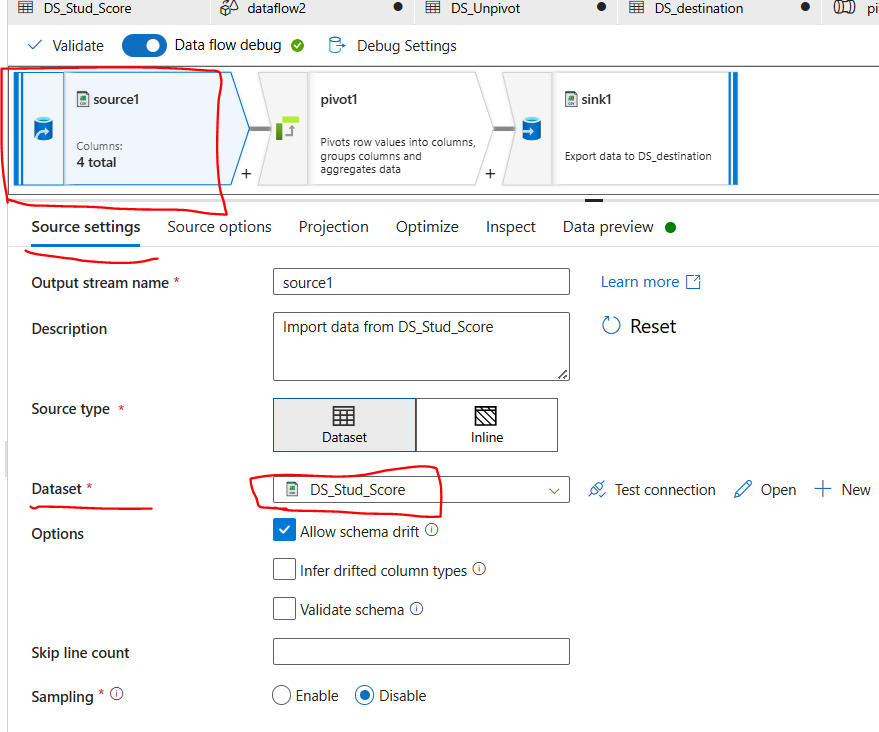 DS_Stud_Score dataflow2 DS_Unpivot DS_destination pi
Validate Data flow debug Debug Settings
source1
Columns:
4 total
+
pivot1
Pivots row values into columns,
groups columns and
aggregates data
+
sink1
Export data to DS_destination
Source settings Source options Projection Optimize Inspect Data preview
Output stream name * source1 Learn more
Description Import data from DS_Stud_Score Reset
Source type *
Dataset Inline
Dataset * DS_Stud_Score Test connection Open New
Options Allow schema drift
Infer drifted column types
Validate schema
Skip line count
Sampling * Enable Disable